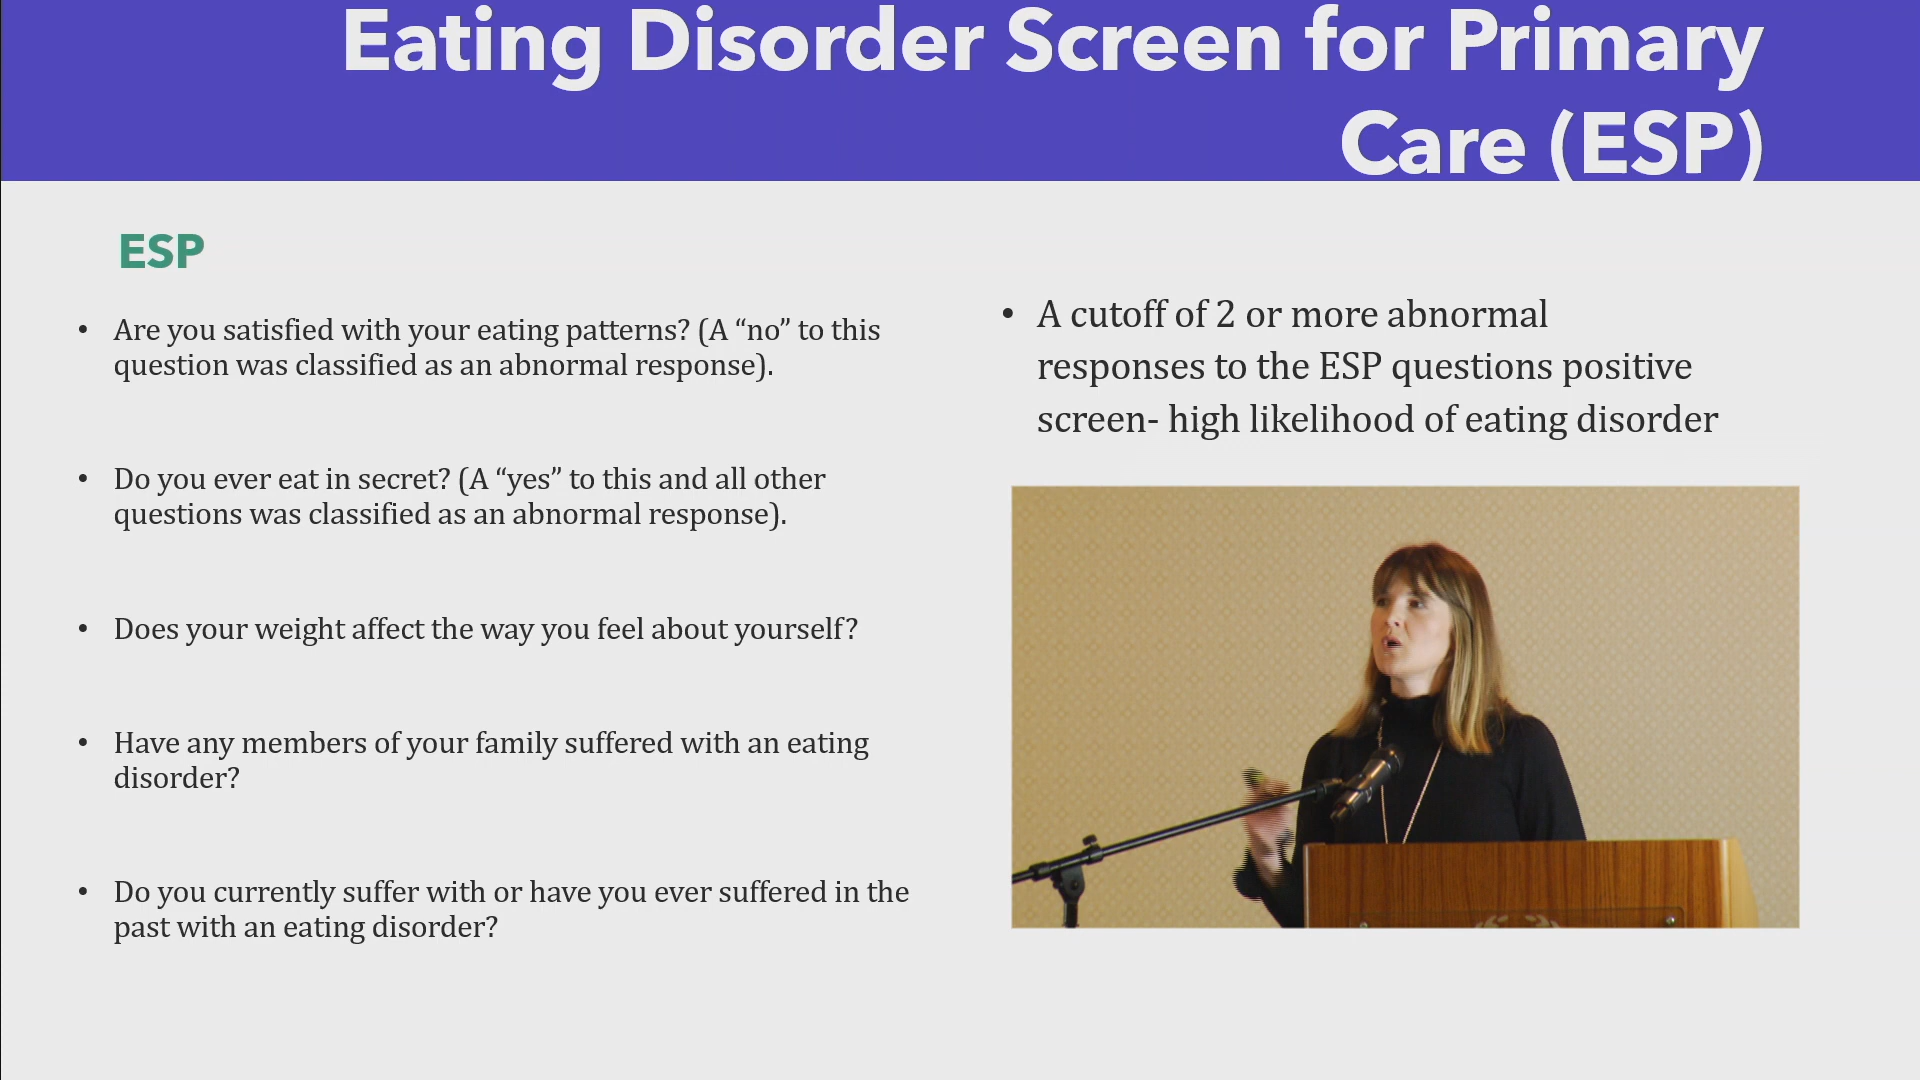 Eating Disorder Screen for Primary
Care (ESP)
ESP
• Are you satisfied with your eating patterns? (A “no” to this
question was classified as an abnormal response).
• Do you ever eat in secret? (A “yes” to this and all other
questions was classified as an abnormal response).
• Does your weight affect the way you feel about yourself?
• Have any members of your family suffered with an eating
disorder?
• Do you currently suffer with or have you ever suffered in the
past with an eating disorder?
• A cutoff of 2 or more abnormal
responses to the ESP questions positive
screen- high likelihood of eating disorder